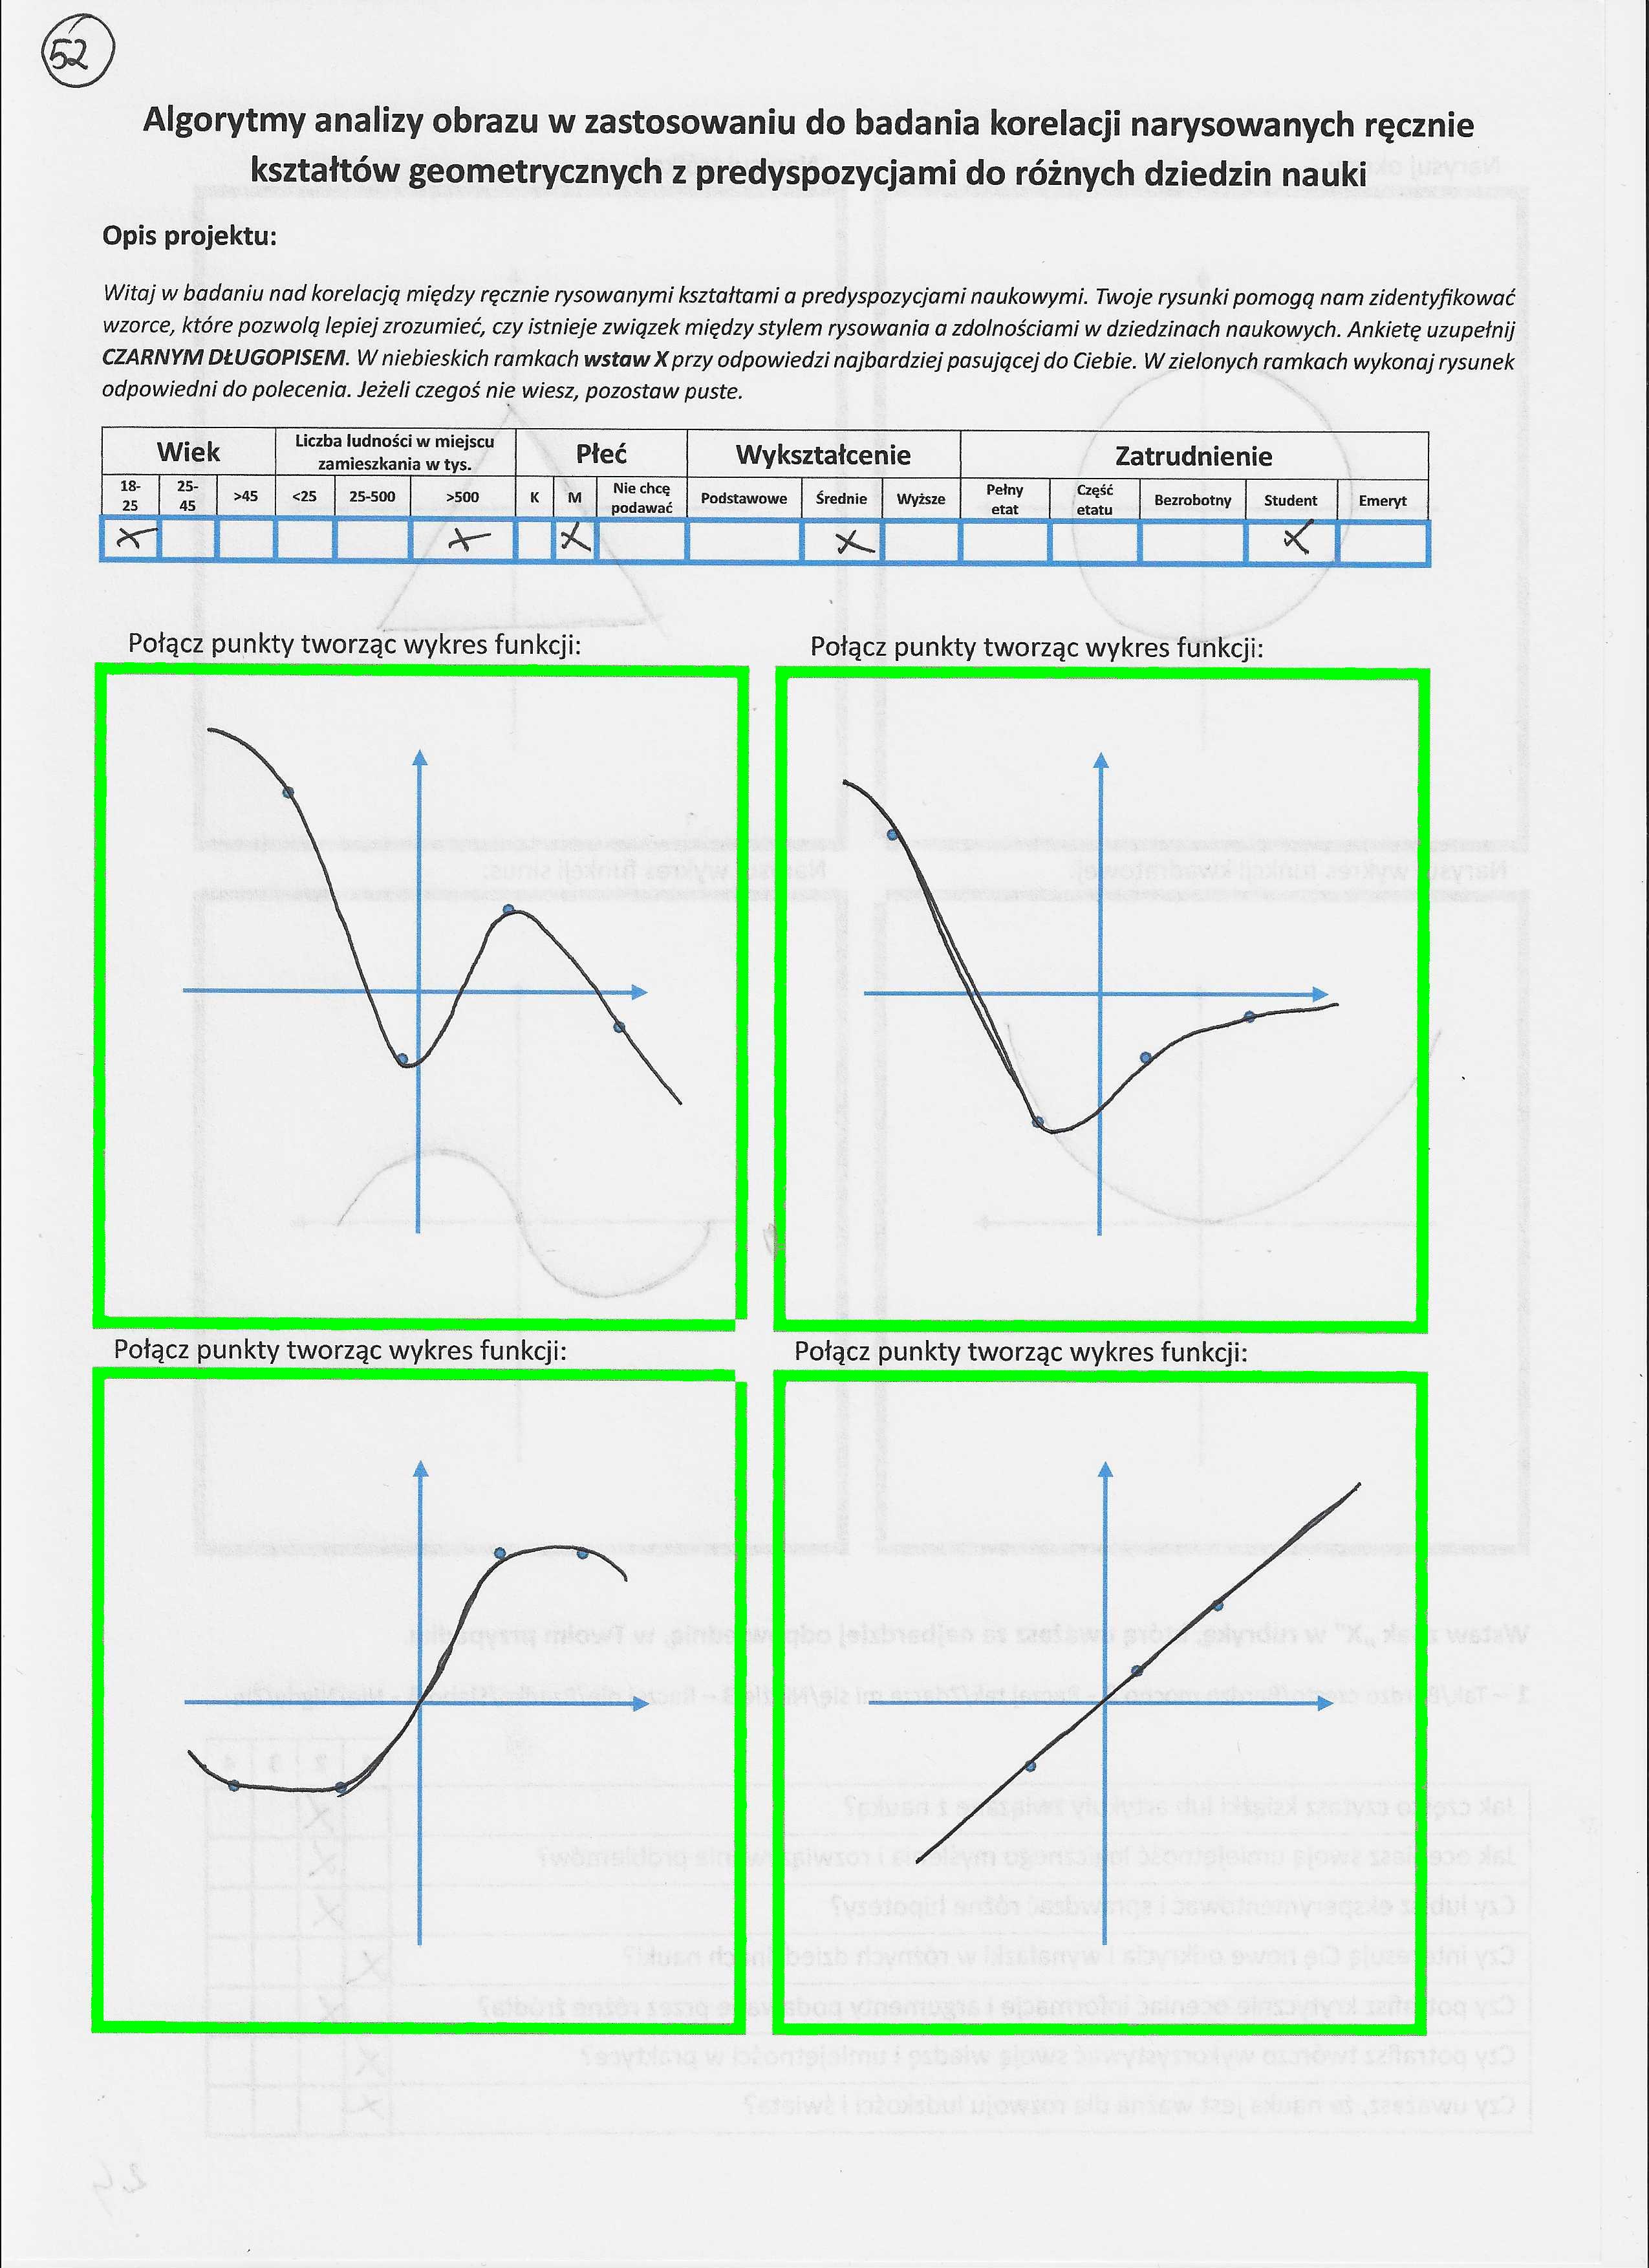 52
Algorytmy analizy obrazu w zastosowaniu do badania korelacji narysowanych ręcznie
kształtów geometrycznych z predyspozycjami do różnych dziedzin nauki
Opis projektu:
Witaj w badaniu nad korelacją między ręcznie rysowanymi kształtami a predyspozycjami naukowymi. Twoje rysunki pomogą nam zidentyfikować
wzorce, które pozwolą lepiej zrozumieć, czy istnieje związek między stylem rysowania a zdolnościami w dziedzinach naukowych. Ankietę uzupełnij
CZARNYM DŁUGOPISEM. W niebieskich ramkach wstaw X przy odpowiedzi najbardziej pasującej do Ciebie. W zielonych ramkach wykonaj rysunek
odpowiedni do polecenia. Jeżeli czegoś nie wiesz, pozostaw puste.
Wiek Liczba ludności w miejscu zamieszkania w tys. Płeć Wykształcenie Zatrudnienie
18-25 25-45 >45 <25 25-500 >500 K M Nie chcę podawać Podstawowe Średnie Wyższe Pełny etat Część etatu Bezrobotny Student Emeryt
X X X X X
Połącz punkty tworząc wykres funkcji: Połącz punkty tworząc wykres funkcji:
Połącz punkty tworząc wykres funkcji: Połącz punkty tworząc wykres funkcji: